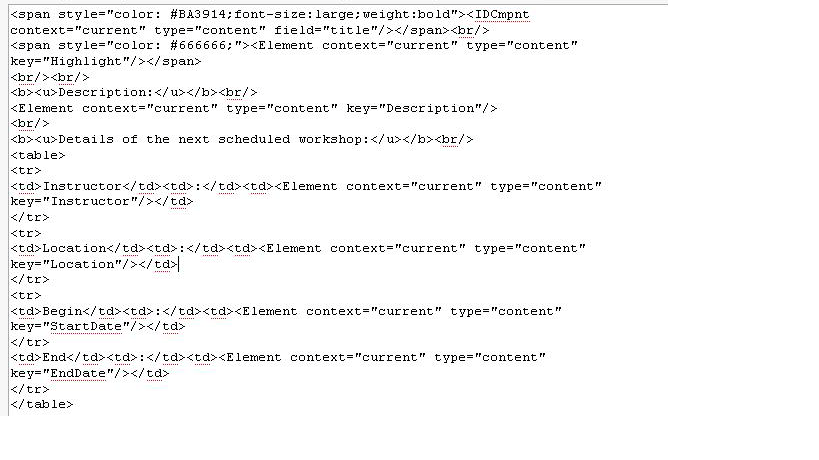 <span style="color: #BA3914;font-size:large;weight:bold"><IDCmpnt
context="current" type="content" field="title"/></span><br/>
<span style="color: #666666;"><Element context="current" type="content"
key="Highlight"/></span>
<br/><br/>
<b><u>Description:</u></b><br/>
<Element context="current" type="content" key="Description"/>
<br/>
<b><u>Details of the next scheduled workshop:</u></b><br/>
<table>
<tr>
<td>Instructor</td><td>:</td><td><Element context="current" type="content"
key="Instructor"/></td>
</tr>
<tr>
<td>Location</td><td>:</td><td><Element context="current" type="content"
key="Location"/></td>
</tr>
<tr>
<td>Begin</td><td>:</td><td><Element context="current" type="content"
key="StartDate"/></td>
</tr>
<td>End</td><td>:</td><td><Element context="current" type="content"
key="EndDate"/></td>
</tr>
</table>